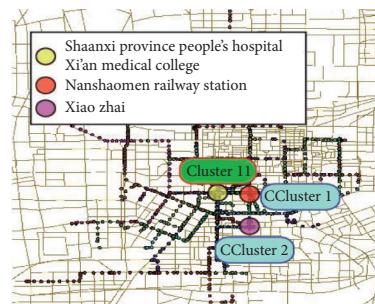 Shaanxi province people's hospital
Xi'an medical college
Nanshaomen railway station
Xiao zhai
Cluster 11
CCluster 1
CCluster 2